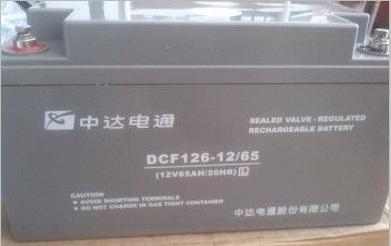 中达电通
SEALED VALVE - REGULATED
RECHARGEABLE BATTERY
DCF126-12/65
(12V65AH/20HR)
CAUTION
AVOID SHORTING TERMINALS
DO NOT CHARGE IN GAS TIGHT CONTAINER
中达电通股份有限公司